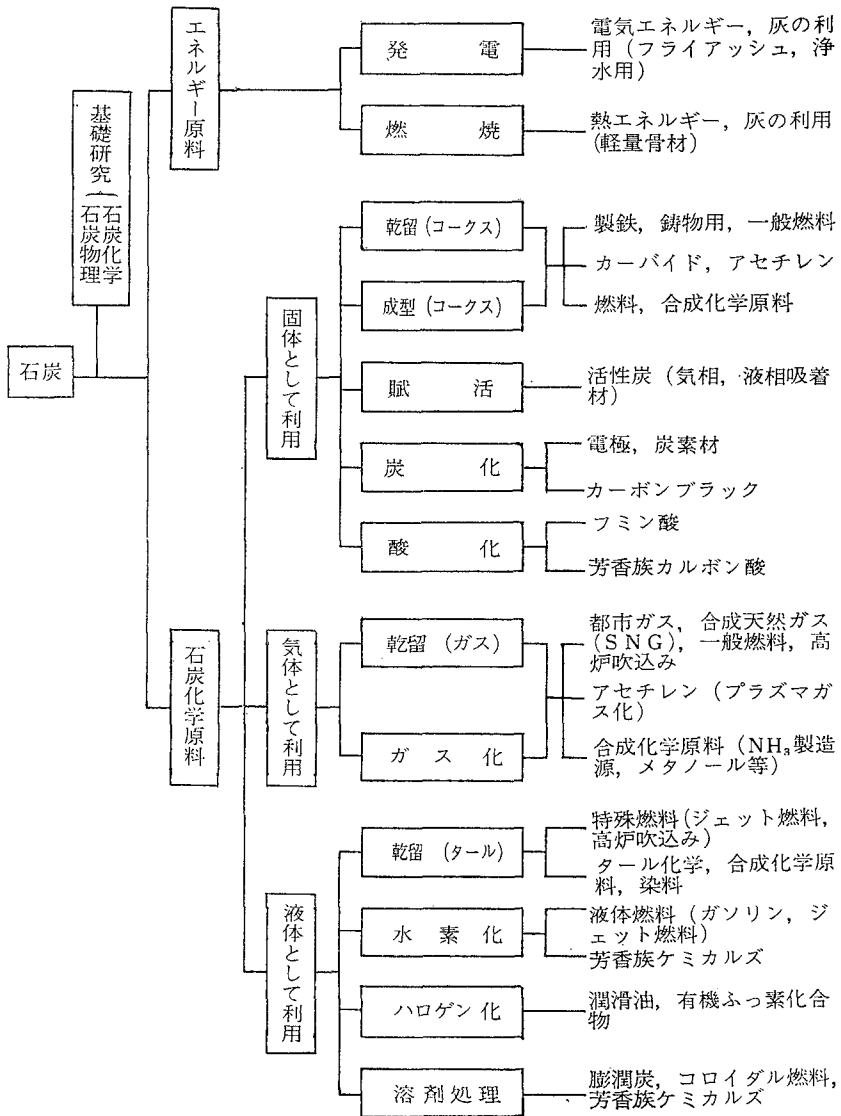 石炭
基礎研究(石炭化学
石炭物理
エネルギー原料
発電
電気エネルギー,灰の利
用(フライアッシュ,浄
水用)
燃焼
熱エネルギー,灰の利用
(軽量骨材)
石炭化学原料
固体として利用
乾留(コークス)
成型(コークス)
製鉄,鋳物用,一般燃料
カーバイド,アセチレン
燃料,合成化学原料
賦活
活性炭(気相,液相吸着
材)
炭化
電極,炭素材
カーボンブラック
酸化
フミン酸
芳香族カルボン酸
気体として利用
乾留(ガス)
ガス化
都市ガス,合成天然ガス
(SNG),一般燃料,高
炉吹込み
アセチレン(プラズマガ
ス化)
合成化学原料(NH₃製造
源,メタノール等)
液体として利用
乾留(タール)
特殊燃料(ジェット燃料,
高炉吹込み)
タール化学,合成化学原
料,染料
水素化
液体燃料(ガソリン,ジ
ェット燃料)
芳香族ケミカルズ
ハロゲン化
潤滑油,有機ふっ素化合
物
溶剤処理
膨潤炭,コロイダル燃料,
芳香族ケミカルズ